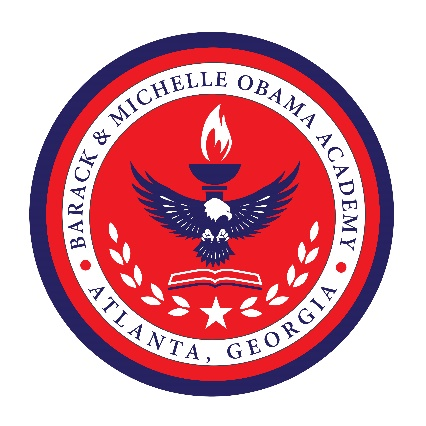 BARACK & MICHELLE OBAMA ACADEMY
ATLANTA, GEORGIA